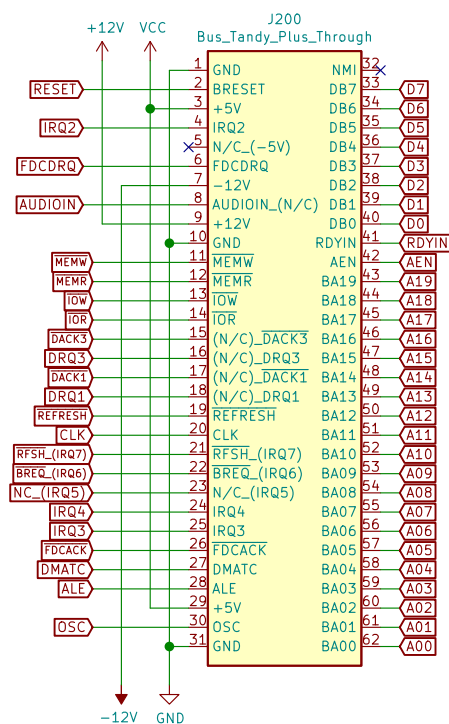 J200
Bus_Tandy_Plus_Through
+12V VCC
1 GND NMI 32
RESET 2 BRESET DB7 33 D7
3 +5V DB6 34 D6
IRQ2 4 IRQ2 DB5 35 D5
5 N/C_(-5V) DB4 36 D4
FDCDRQ 6 FDCDRQ DB3 37 D3
7 -12V DB2 38 D2
AUDIOIN 8 AUDIOIN_(N/C) DB1 39 D1
9 +12V DB0 40 D0
10 GND RDYIN 41 RDYIN
MEMW 11 MEMW AEN 42 AEN
MEMR 12 MEMR BA19 43 A19
IOW 13 IOW BA18 44 A18
IOR 14 IOR BA17 45 A17
DACK3 15 (N/C)_DACK3 BA16 46 A16
DRQ3 16 (N/C)_DRQ3 BA15 47 A15
DACK1 17 (N/C)_DACK1 BA14 48 A14
DRQ1 18 (N/C)_DRQ1 BA13 49 A13
REFRESH 19 REFRESH BA12 50 A12
CLK 20 CLK BA11 51 A11
RFSH_(IRQ7) 21 RFSH_(IRQ7) BA10 52 A10
BREQ_(IRQ6) 22 BREQ_(IRQ6) BA09 53 A09
NC_(IRQ5) 23 N/C_(IRQ5) BA08 54 A08
IRQ4 24 IRQ4 BA07 55 A07
IRQ3 25 IRQ3 BA06 56 A06
FDCACK 26 FDCACK BA05 57 A05
DMATC 27 DMATC BA04 58 A04
ALE 28 ALE BA03 59 A03
29 +5V BA02 60 A02
OSC 30 OSC BA01 61 A01
31 GND BA00 62 A00
-12V GND